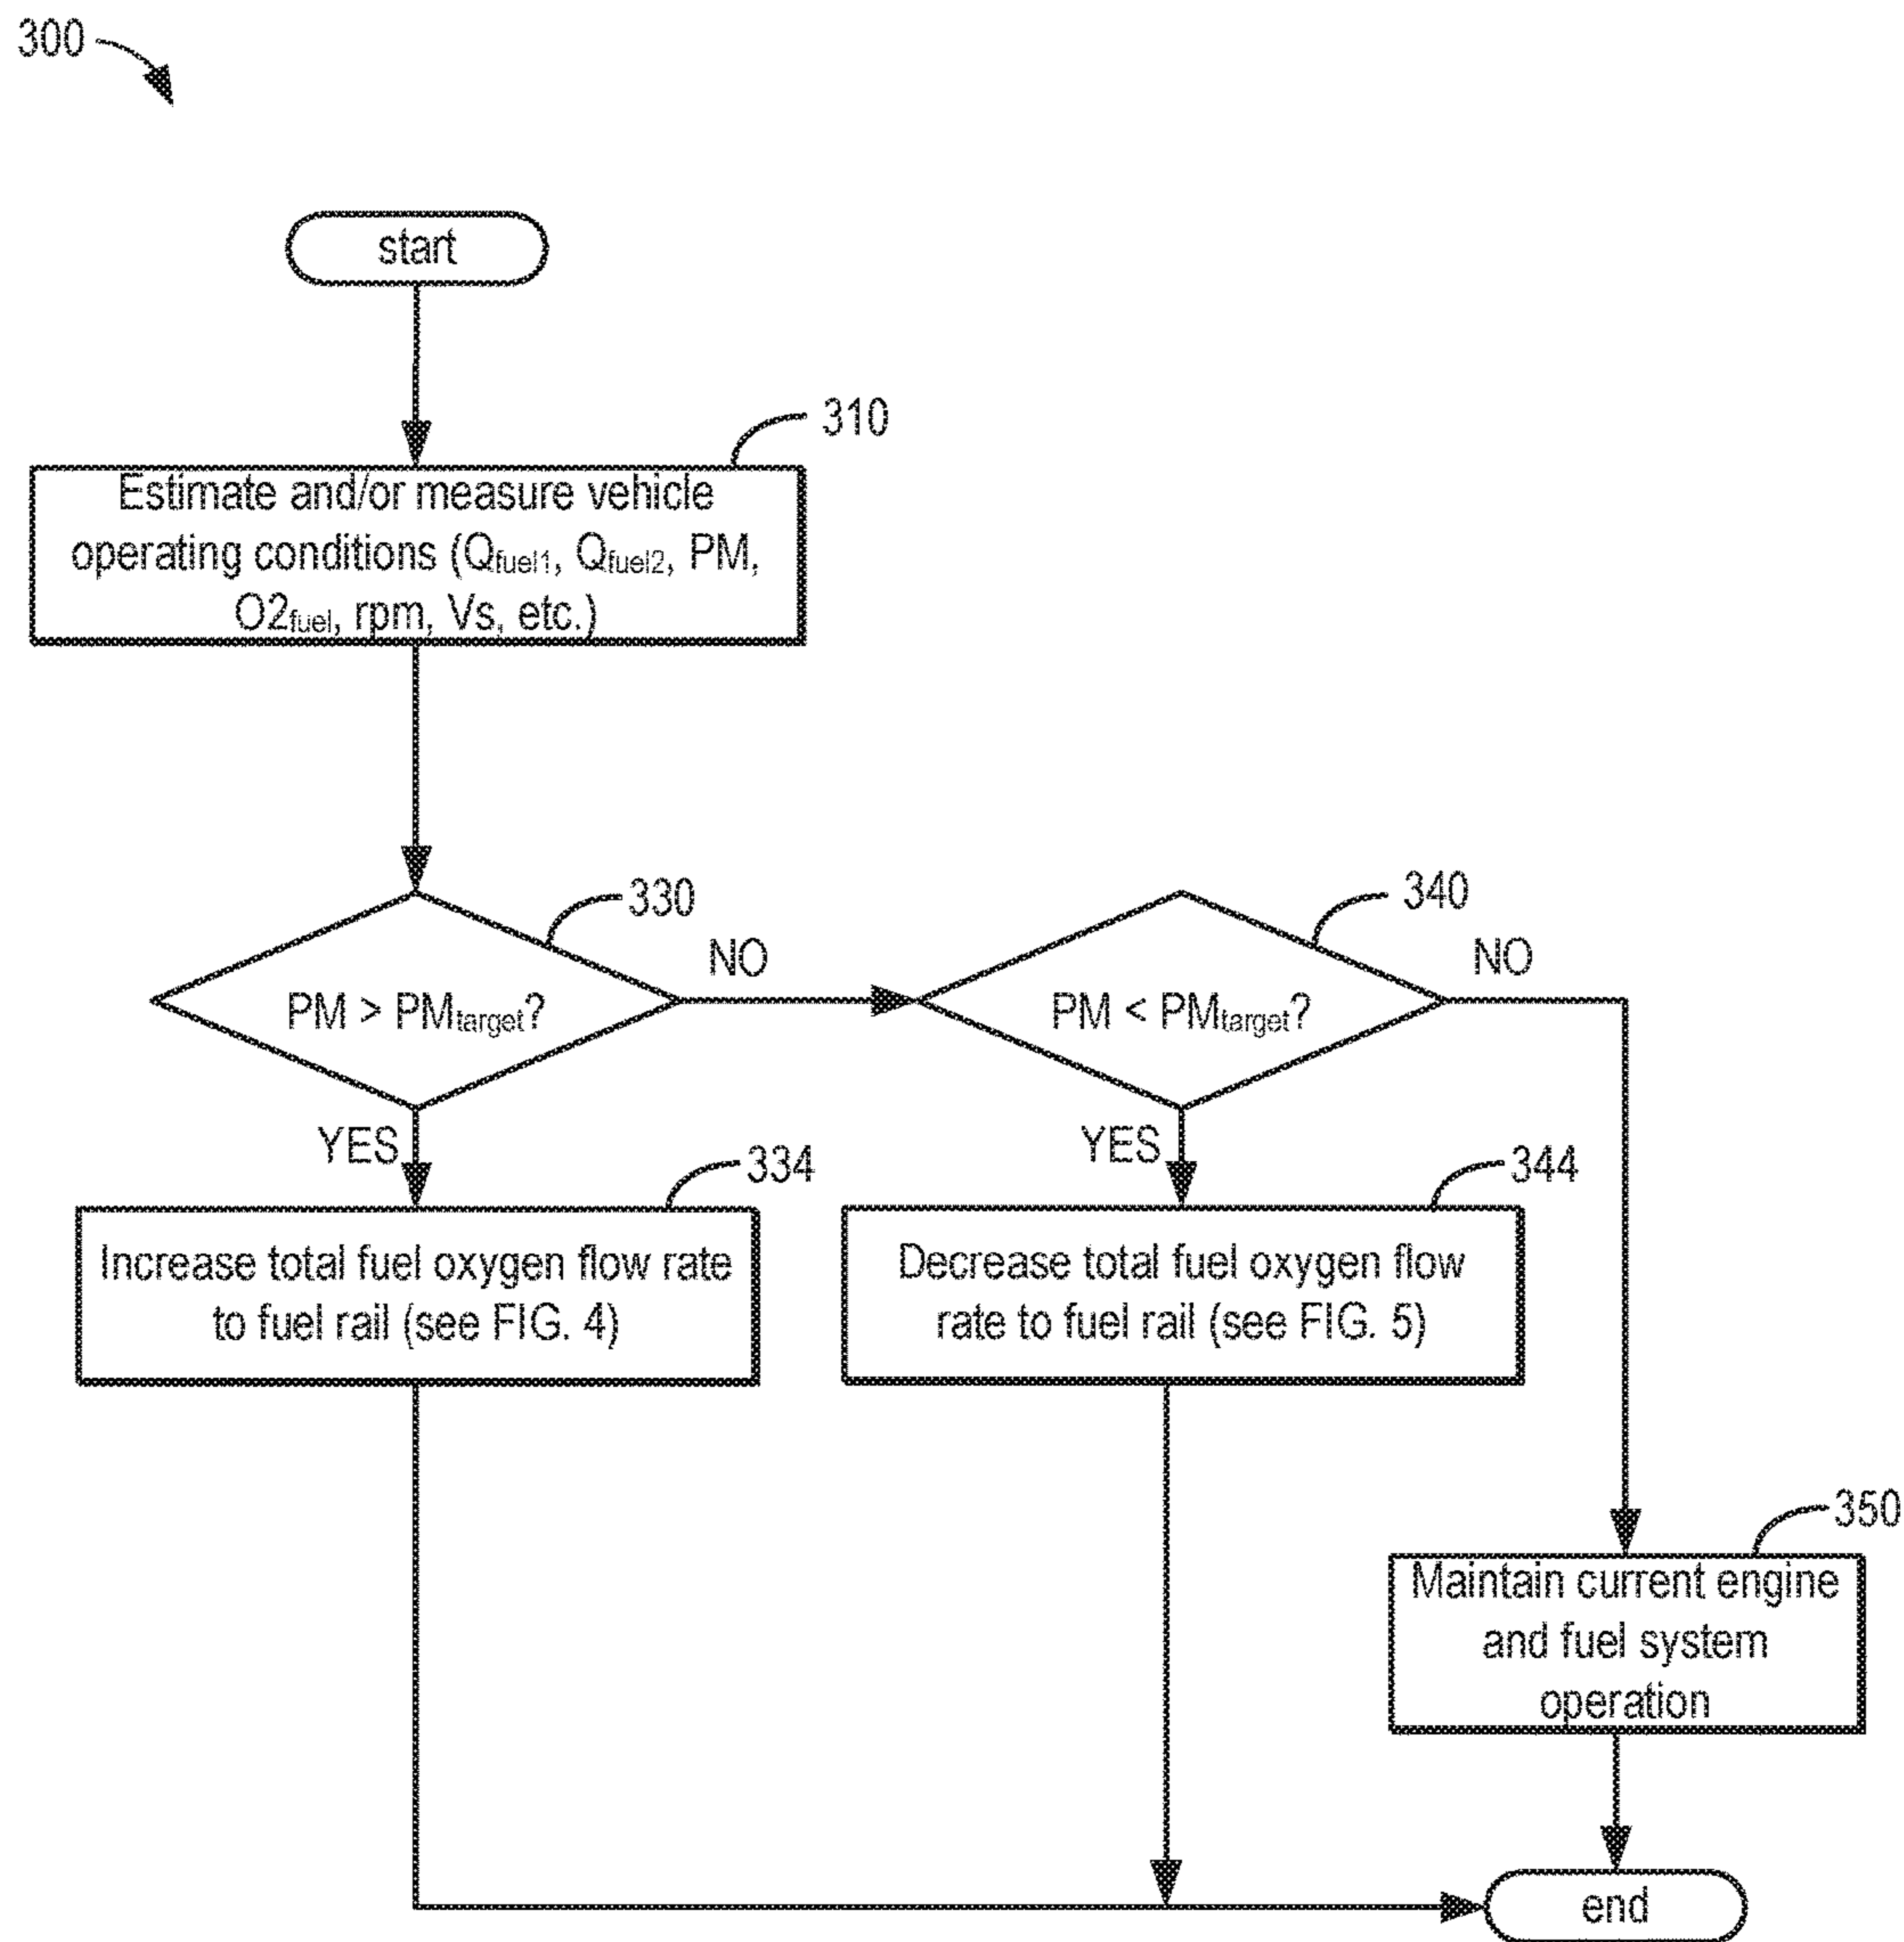 300
start
310
Estimate and/or measure vehicle
operating conditions (Qfuel1, Qfuel2, PM,
O2fuel, rpm, Vs, etc.)
330
340
NO
NO
PM > PMtarget?
PM < PMtarget?
YES
YES
334
344
Increase total fuel oxygen flow rate
to fuel rail (see FIG. 4)
Decrease total fuel oxygen flow
rate to fuel rail (see FIG. 5)
350
Maintain current engine
and fuel system
operation
end